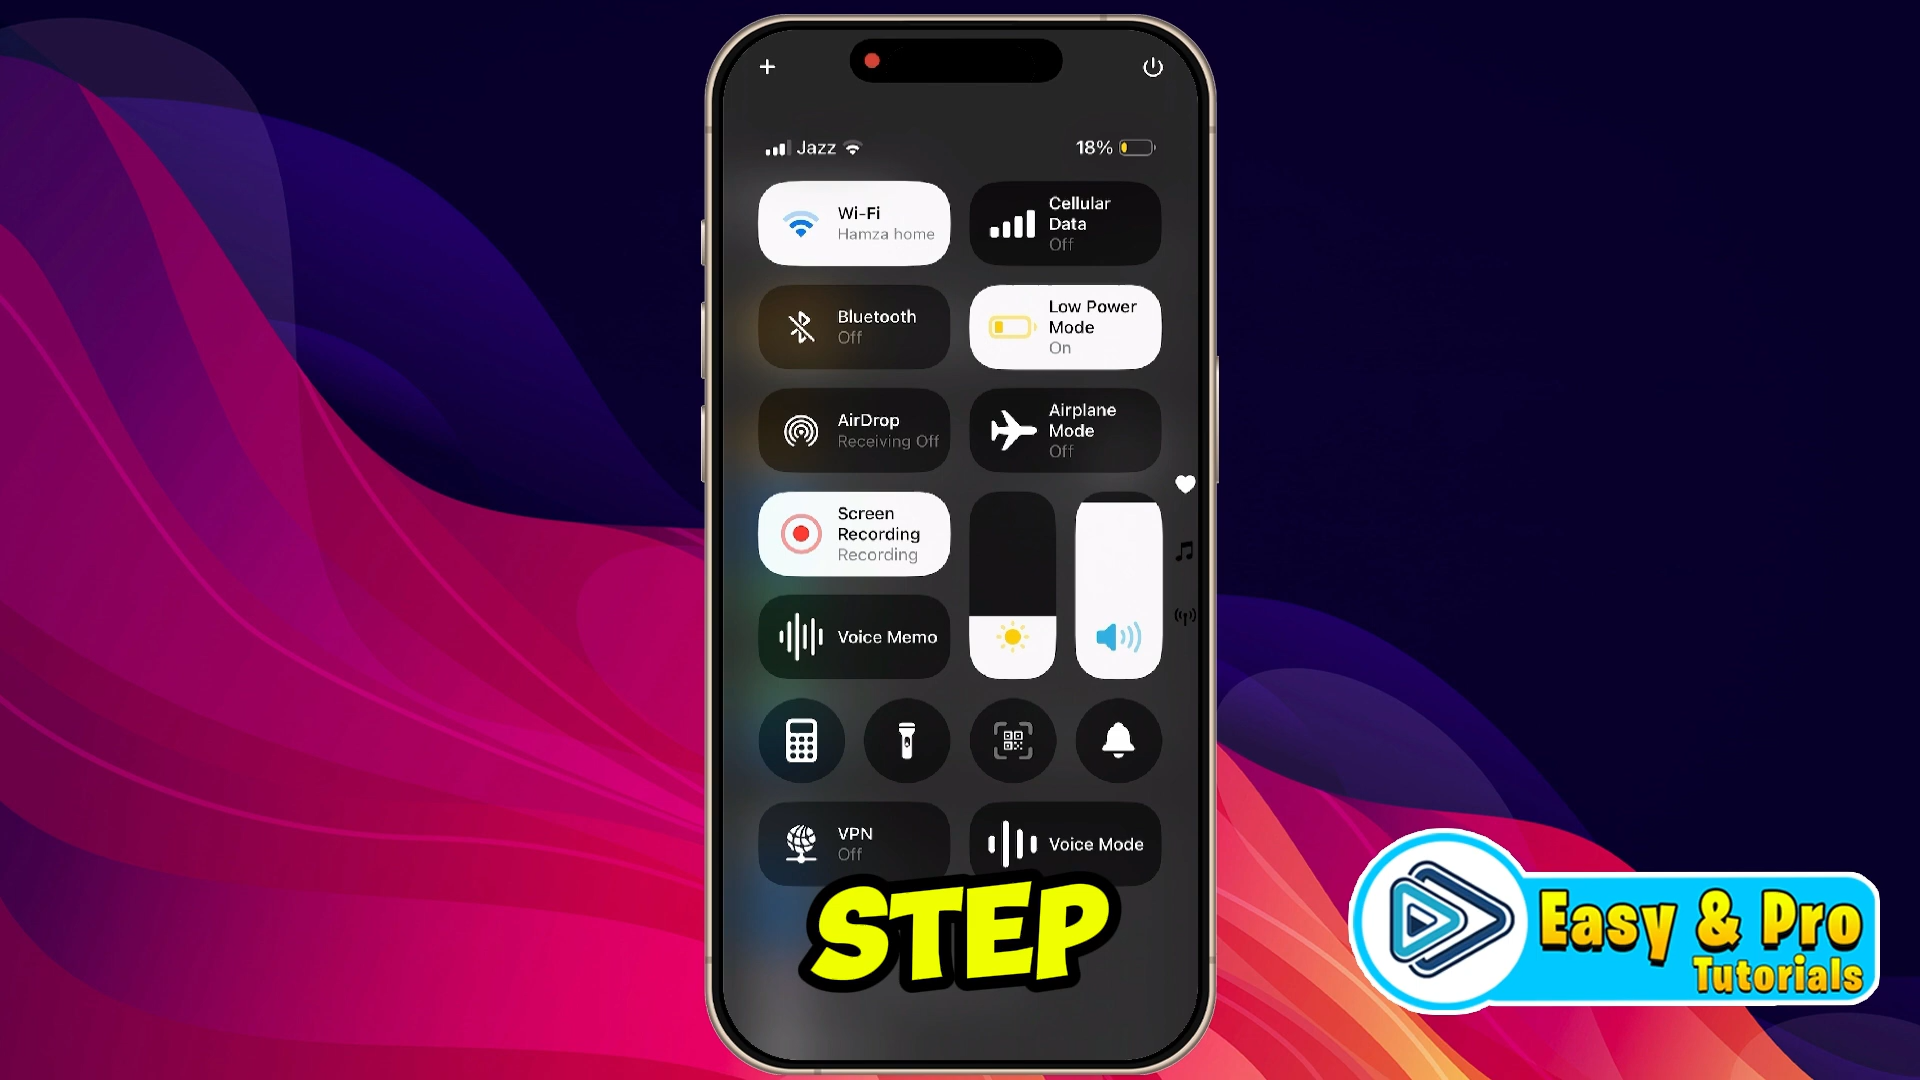 Jazz
18%
Wi-Fi
Hamza home
Cellular
Data
Off
Bluetooth
Off
Low Power
Mode
On
AirDrop
Receiving Off
Airplane
Mode
Off
Screen
Recording
Recording
Voice Memo
VPN
Off
Voice Mode
STEP
Easy & Pro
Tutorials